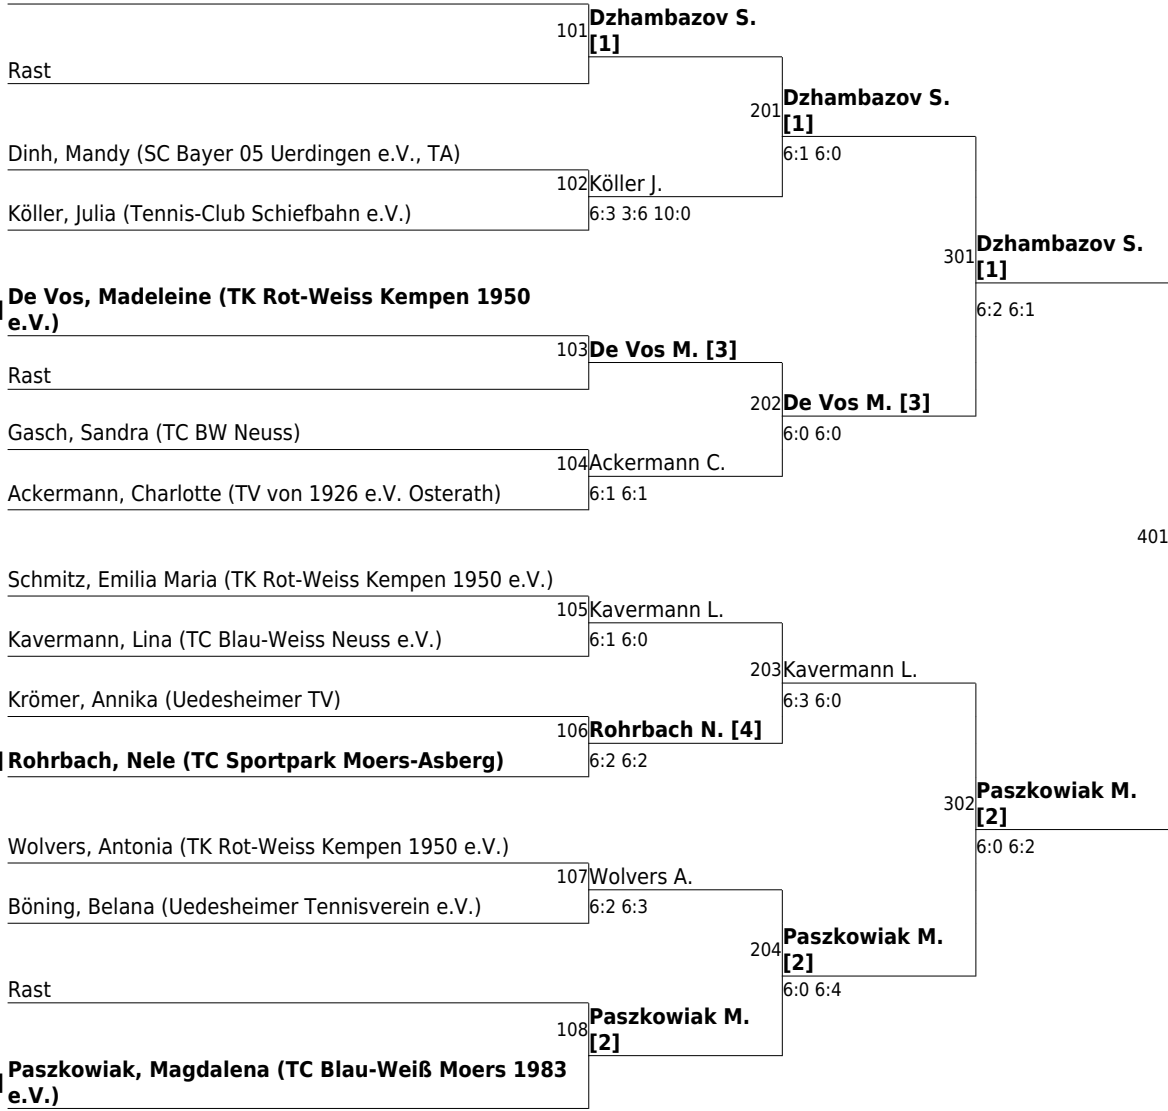 101
Dzhambazov S.
[1]
Rast
201
Dzhambazov S.
[1]
Dinh, Mandy (SC Bayer 05 Uerdingen e.V., TA)
6:1 6:0
102
Köller J.
Köller, Julia (Tennis-Club Schiefbahn e.V.)
6:3 3:6 10:0
301
Dzhambazov S.
[1]
De Vos, Madeleine (TK Rot-Weiss Kempen 1950
e.V.)
6:2 6:1
103
De Vos M. [3]
Rast
202
De Vos M. [3]
Gasch, Sandra (TC BW Neuss)
6:0 6:0
104
Ackermann C.
Ackermann, Charlotte (TV von 1926 e.V. Osterath)
6:1 6:1
401
Schmitz, Emilia Maria (TK Rot-Weiss Kempen 1950 e.V.)
105
Kavermann L.
Kavermann, Lina (TC Blau-Weiss Neuss e.V.)
6:1 6:0
203
Kavermann L.
Krömer, Annika (Uedesheimer TV)
6:3 6:0
106
Rohrbach N. [4]
Rohrbach, Nele (TC Sportpark Moers-Asberg)
6:2 6:2
302
Paszkowiak M.
[2]
Wolvers, Antonia (TK Rot-Weiss Kempen 1950 e.V.)
6:0 6:2
107
Wolvers A.
Böning, Belana (Uedesheimer Tennisverein e.V.)
6:2 6:3
204
Paszkowiak M.
[2]
Rast
6:0 6:4
108
Paszkowiak M.
[2]
Paszkowiak, Magdalena (TC Blau-Weiß Moers 1983
e.V.)